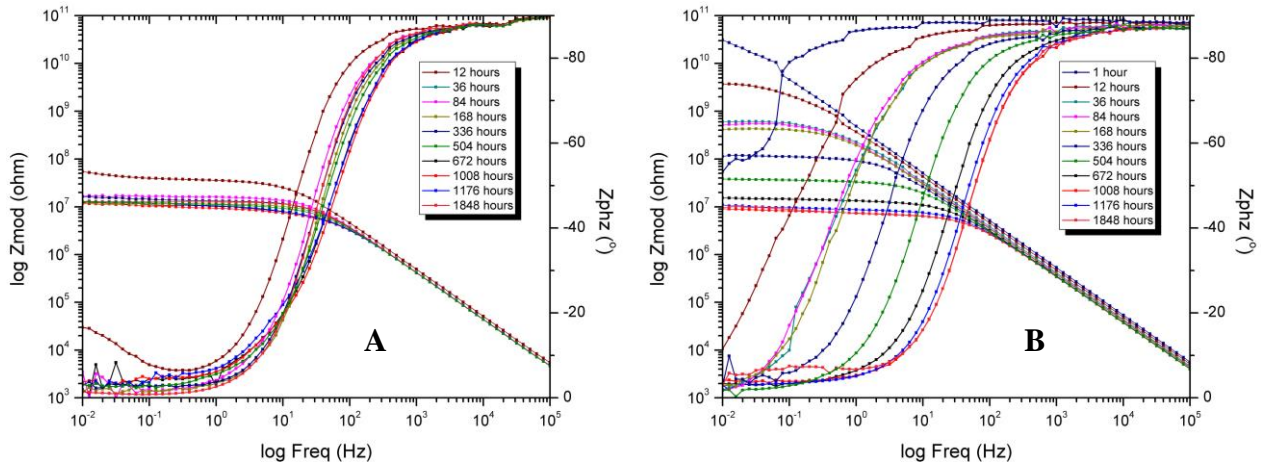 10¹¹
10¹⁰
10⁹
10⁸
10⁷
10⁶
10⁵
10⁴
10³
log Zmod (ohm)
10⁻² 10⁻¹ 10⁰ 10¹ 10² 10³ 10⁴ 10⁵
log Freq (Hz)
-80
-60
-40
-20
0
Zphz (°)
12 hours
36 hours
84 hours
168 hours
336 hours
504 hours
672 hours
1008 hours
1176 hours
1848 hours
A
10¹¹
10¹⁰
10⁹
10⁸
10⁷
10⁶
10⁵
10⁴
10³
log Zmod (ohm)
10⁻² 10⁻¹ 10⁰ 10¹ 10² 10³ 10⁴ 10⁵
log Freq (Hz)
-80
-60
-40
-20
0
Zphz (°)
1 hour
12 hours
36 hours
84 hours
168 hours
336 hours
504 hours
672 hours
1008 hours
1176 hours
1848 hours
B